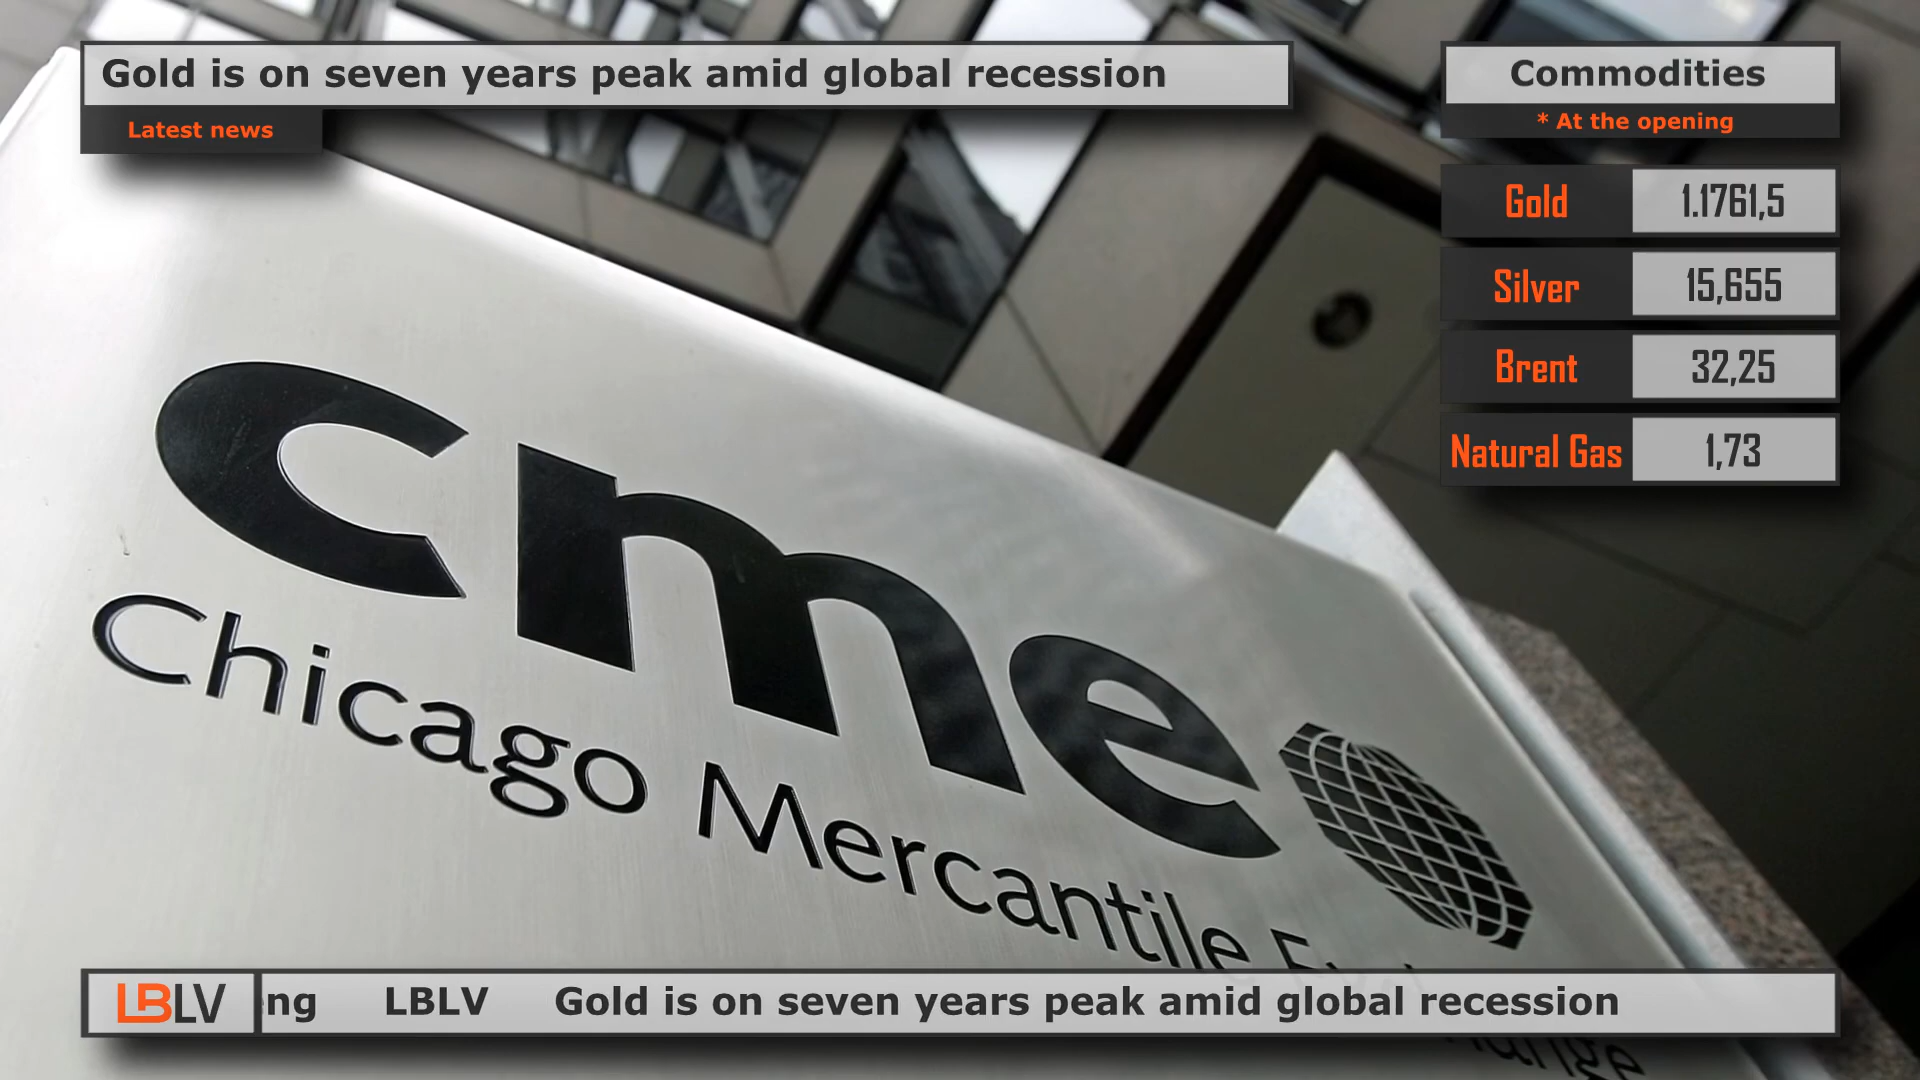 Gold is on seven years peak amid global recession
Latest news
Commodities
* At the opening
Gold 1.1761,5
Silver 15,655
Brent 32,25
Natural Gas 1,73
cme
Chicago Mercantile
LBLV
ng LBLV Gold is on seven years peak amid global recession